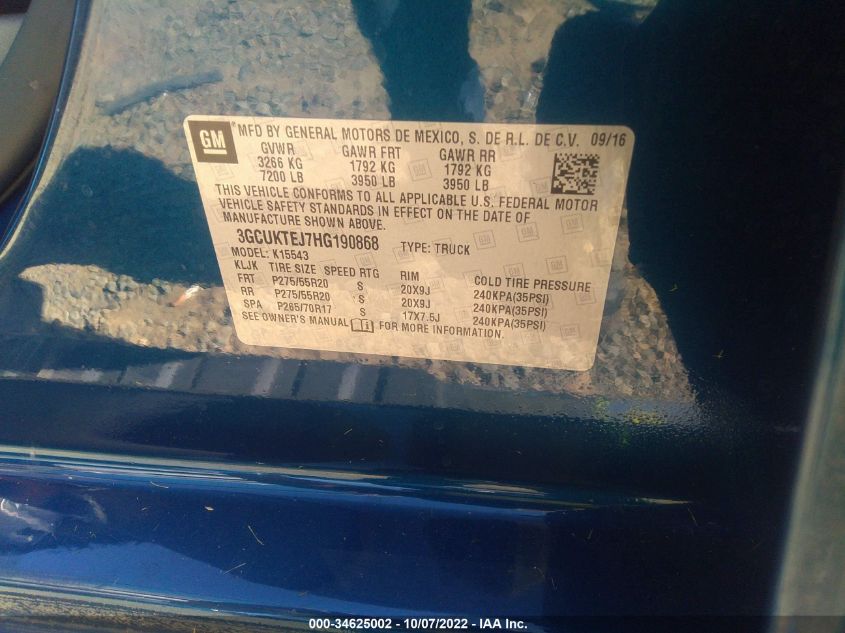 GM *MFD BY GENERAL MOTORS DE MEXICO, S. DE R.L. DE C.V. 09/16
GVWR GAWR FRT GAWR RR
3266 KG 1792 KG 1792 KG
7200 LB 3950 LB 3950 LB
THIS VEHICLE CONFORMS TO ALL APPLICABLE U.S. FEDERAL MOTOR
VEHICLE SAFETY STANDARDS IN EFFECT ON THE DATE OF
MANUFACTURE SHOWN ABOVE.
3GCUKTEJ7HG190868 TYPE: TRUCK
MODEL: K15543
KLJK TIRE SIZE SPEED RTG RIM COLD TIRE PRESSURE
FRT P275/55R20 S 20X9J 240KPA(35PSI)
RR P275/55R20 S 20X9J 240KPA(35PSI)
SPA P265/70R17 S 17X7.5J 240KPA(35PSI)
SEE OWNER'S MANUAL FOR MORE INFORMATION.
000-34625002 - 10/07/2022 - IAA Inc.